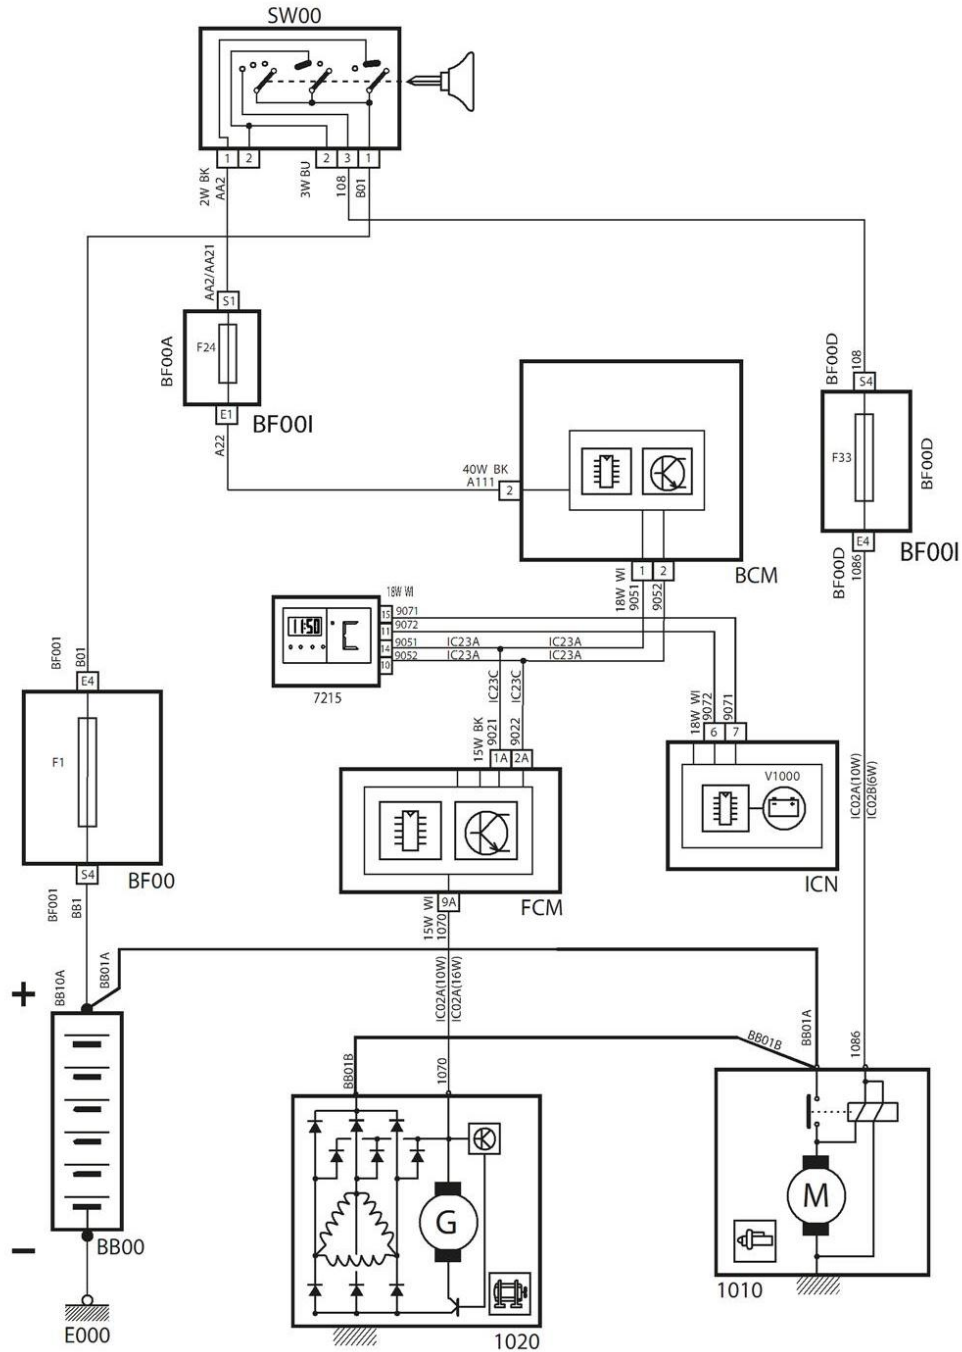 SW00
1 2 2 3 1
2W BK
AA2
3W BU
108
B01
AA2/AA21
S1
F24
BF00A
E1
BF00I
A22
40W BK
A111
2
BCM
1 2
18W WI
9051
9052
BF00D
108
S4
F33
BF00D
E4
BF00I
BF00D
1086
18W WI
15 9071
11 9072
14 9051 IC23A IC23A
10 9052 IC23A IC23A
11:50
7215
IC23C
IC23C
15W BK
9021
9022
1A 2A
18W WI
9072
9071
6 7
V1000
ICN
BF001
B01
E4
F1
BF00
S4
BF001
BB1
FCM
9A
15W WI
1070
IC02A(10W)
IC02A(16W)
IC02A(10W)
IC02B(6W)
BB10A
BB01A
+
−
BB00
E000
BB01B
1070
BB01B
BB01A
1086
G
1020
M
1010